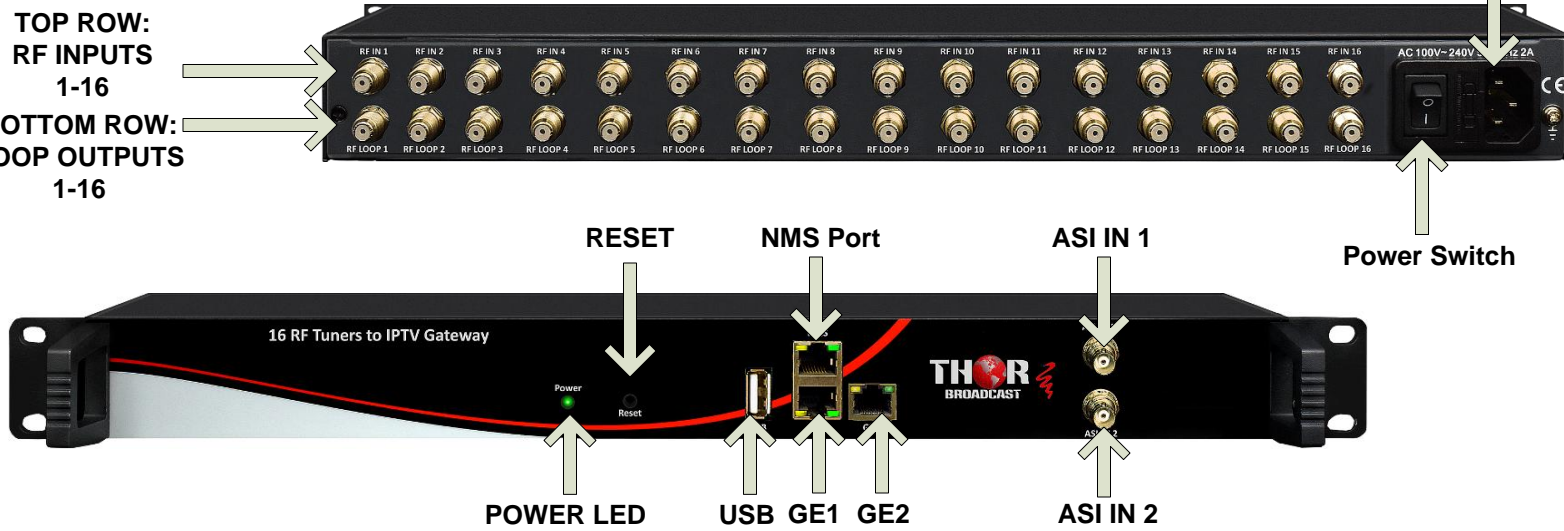 TOP ROW:
RF INPUTS
1-16
OTTOM ROW:
OOP OUTPUTS
1-16
RF IN 1 RF IN 2 RF IN 3 RF IN 4 RF IN 5 RF IN 6 RF IN 7 RF IN 8 RF IN 9 RF IN 10 RF IN 11 RF IN 12 RF IN 13 RF IN 14 RF IN 15 RF IN 16
AC 100V~240V Hz 2A
CE
RF LOOP 1 RF LOOP 2 RF LOOP 3 RF LOOP 4 RF LOOP 5 RF LOOP 6 RF LOOP 7 RF LOOP 8 RF LOOP 9 RF LOOP 10 RF LOOP 11 RF LOOP 12 RF LOOP 13 RF LOOP 14 RF LOOP 15 RF LOOP 16
Power Switch
RESET NMS Port ASI IN 1
16 RF Tuners to IPTV Gateway
Power
Reset
THOR
BROADCAST
POWER LED USB GE1 GE2 ASI IN 2